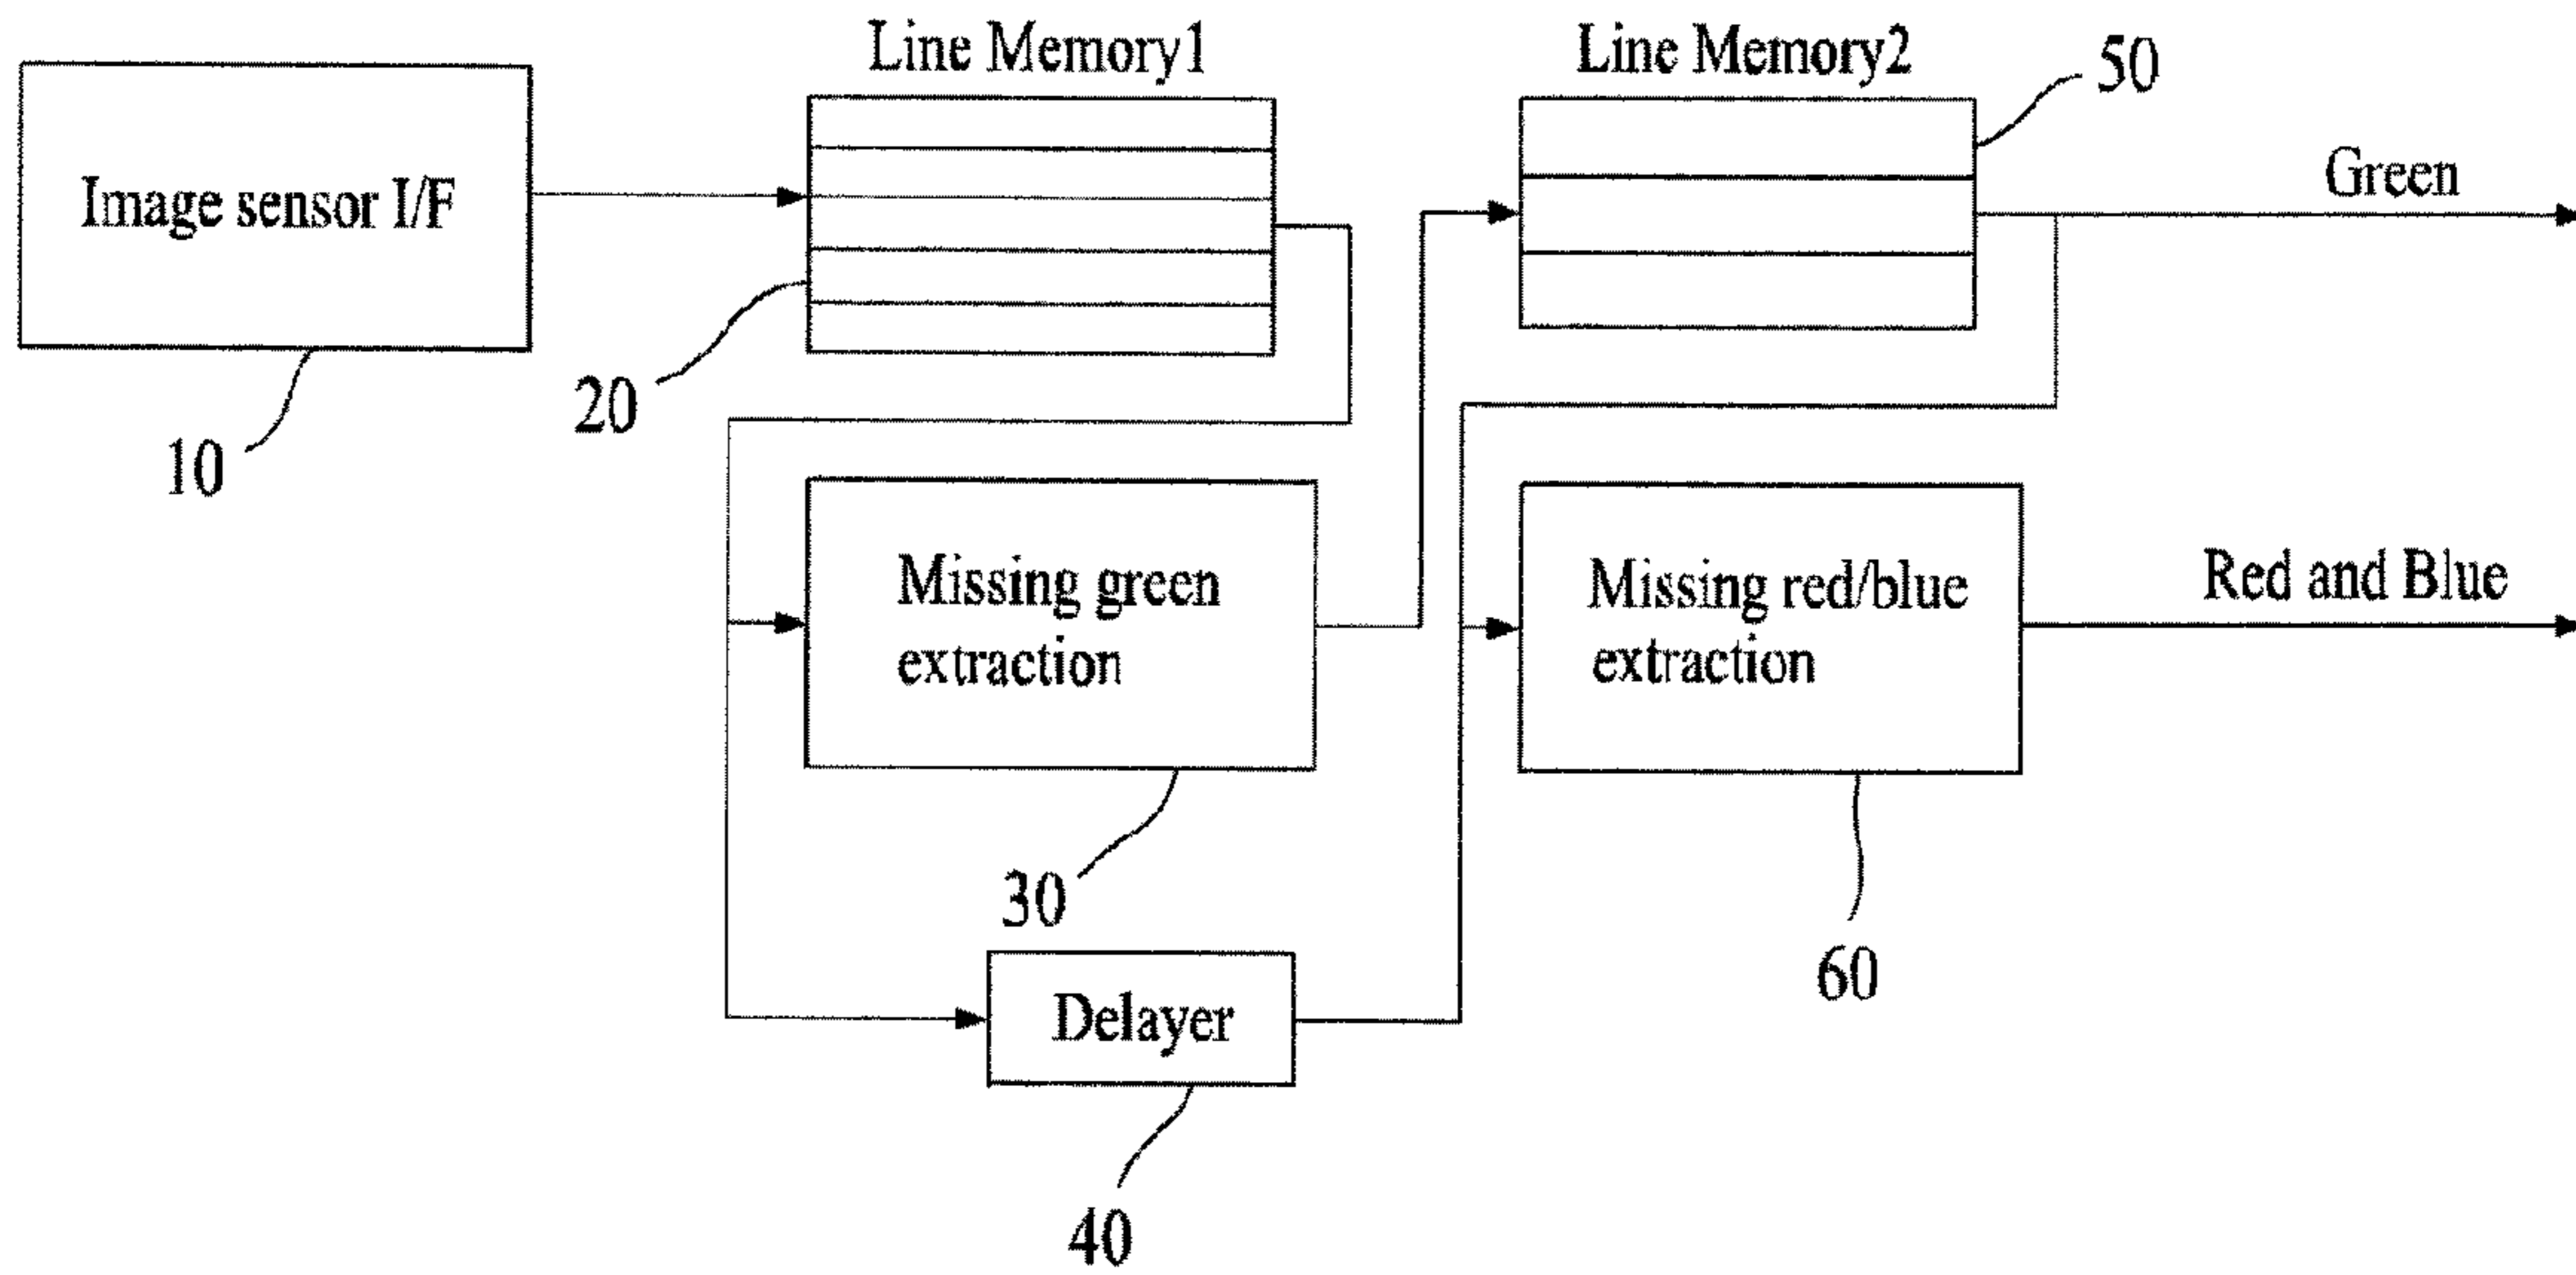 Line Memory1
Line Memory2
50
Image sensor I/F
Green
20
10
Missing green
extraction
Missing red/blue
extraction
Red and Blue
30
60
Delayer
40